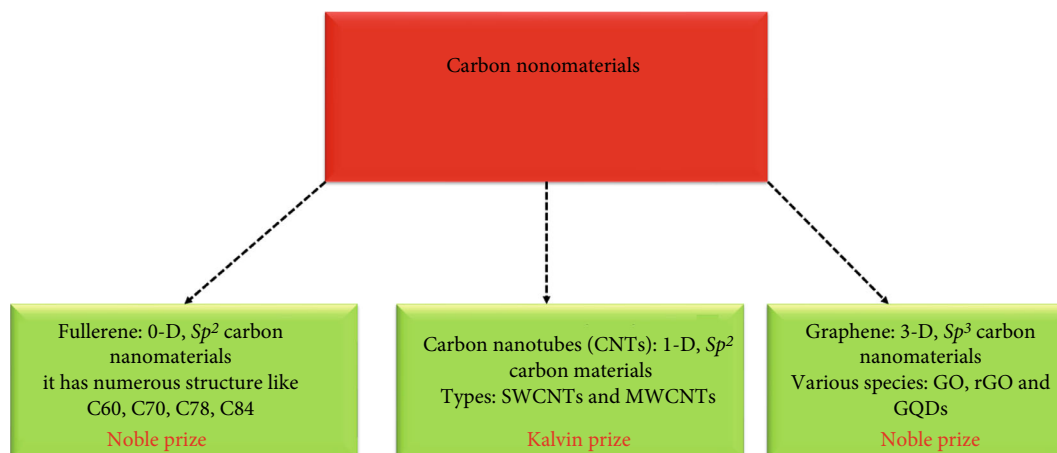 Carbon nonomaterials
Fullerene: 0-D, Sp² carbon
nanomaterials
it has numerous structure like
C60, C70, C78, C84
Noble prize
Carbon nanotubes (CNTs): 1-D, Sp²
carbon materials
Types: SWCNTs and MWCNTs
Kalvin prize
Graphene: 3-D, Sp³ carbon
nanomaterials
Various species: GO, rGO and
GQDs
Noble prize